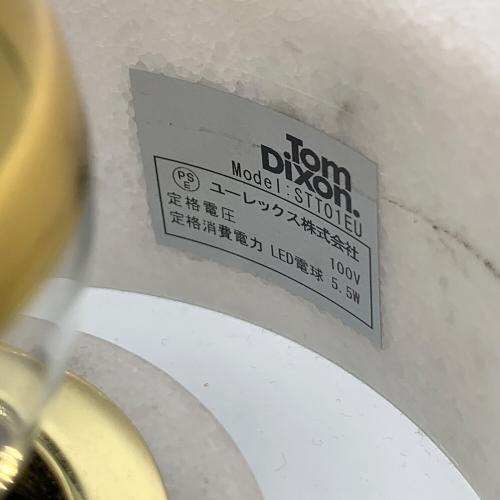 Tom
Dixon.
Model:STT01EU
PS E ユーレックス株式会社
定格電圧 100V
定格消費電力 LED電球 5.5W